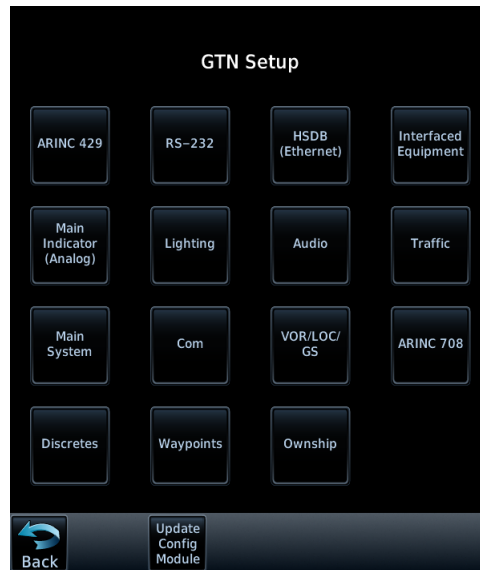 GTN Setup
ARINC 429
RS-232
HSDB
(Ethernet)
Interfaced
Equipment
Main
Indicator
(Analog)
Lighting
Audio
Traffic
Main
System
Com
VOR/LOC/
GS
ARINC 708
Discretes
Waypoints
Ownship
Back
Update
Config
Module